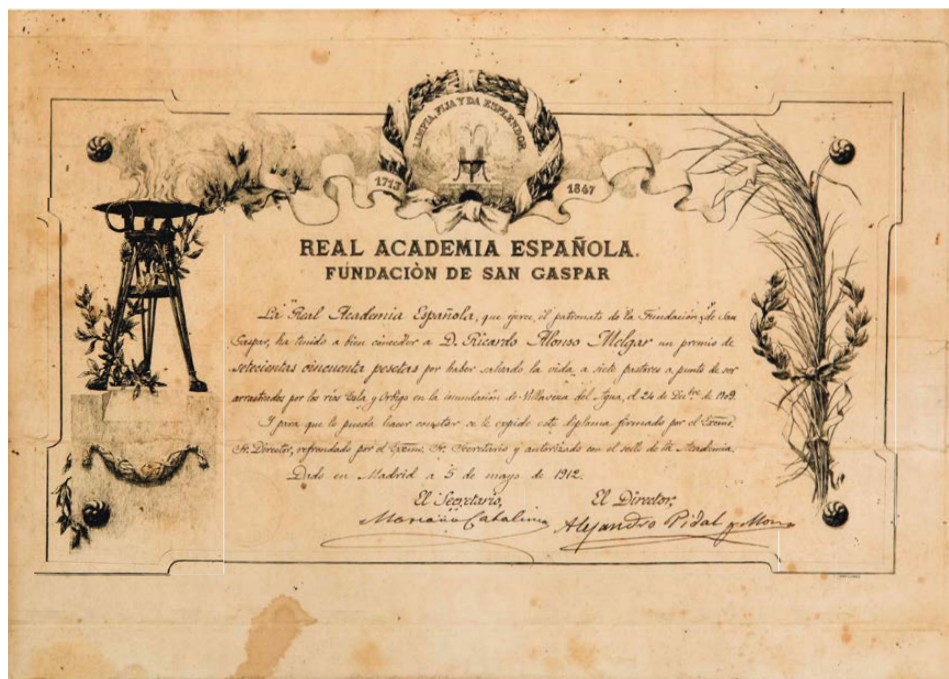 LIMPIA, FIJA Y DA ESPLENDOR
1713
1847
REAL ACADEMIA ESPAÑOLA.
FUNDACIÓN DE SAN GASPAR
La Real Academia Española, que ejerce el patronato de la Fundación de San
Gaspar, ha tenido a bien conceder a D. Ricardo Alonso Melgar un premio de
setecientas cincuenta pesetas por haber salvado la vida a siete pastores a punto de ser
arrastrados por los ríos Esla y Órbigo en la inundación de Villaveza del Agua, el 24 de Dicbre de 1909.
Y para que lo pueda hacer constar se le expide este diploma firmado por el Excmo.
Sr. Director, refrendado por el Excmo. Sr. Secretario y autorizado con el sello de la Academia.
Dado en Madrid a 5 de mayo de 1912.
El Secretario,
El Director,
Mariano Catalina
Alejandro Pidal y Mon